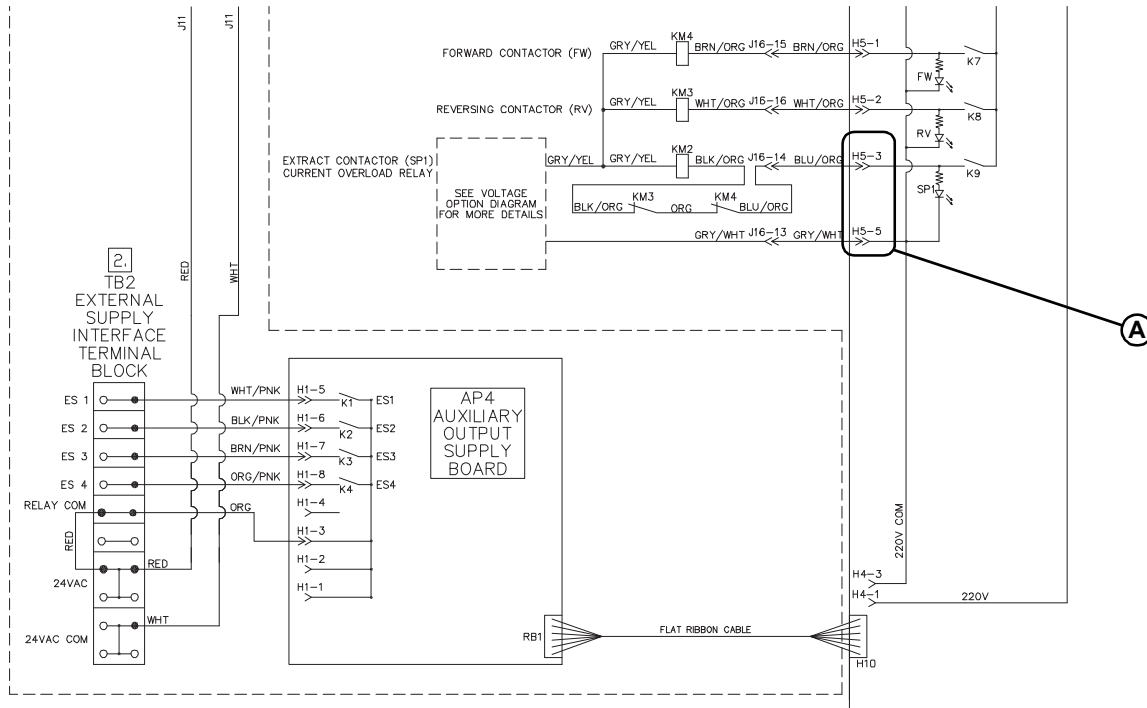 J11
J11
FORWARD CONTACTOR (FW)
GRY/YEL
KM4
BRN/ORG
J16-15
BRN/ORG
H5-1
FW
K7
REVERSING CONTACTOR (RV)
GRY/YEL
KM3
WHT/ORG
J16-16
WHT/ORG
H5-2
RV
K8
EXTRACT CONTACTOR (SP1)
CURRENT OVERLOAD RELAY
GRY/YEL
GRY/YEL
KM2
BLK/ORG
J16-14
BLU/ORG
H5-3
SP1
K9
SEE VOLTAGE
OPTION DIAGRAM
FOR MORE DETAILS
BLK/ORG
KM3
ORG
KM4
BLU/ORG
GRY/WHT
J16-13
GRY/WHT
H5-5
A
RED
WHT
2.
TB2
EXTERNAL
SUPPLY
INTERFACE
TERMINAL
BLOCK
ES 1
WHT/PNK
H1-5
K1
ES1
ES 2
BLK/PNK
H1-6
K2
ES2
ES 3
BRN/PNK
H1-7
K3
ES3
ES 4
ORG/PNK
H1-8
K4
ES4
RELAY COM
ORG
H1-4
H1-3
H1-2
H1-1
RED
RED
24VAC
WHT
24VAC COM
AP4
AUXILIARY
OUTPUT
SUPPLY
BOARD
RB1
FLAT RIBBON CABLE
H10
220V COM
H4-3
H4-1
220V